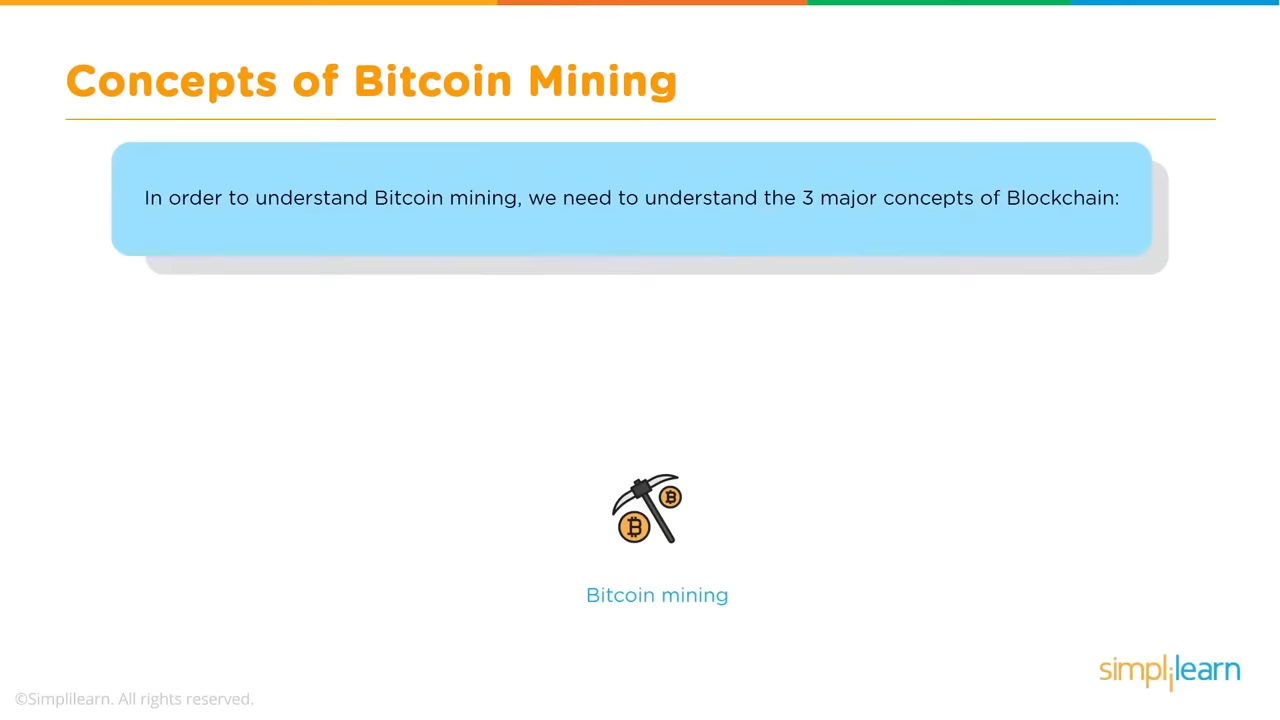 Concepts of Bitcoin Mining
In order to understand Bitcoin mining, we need to understand the 3 major concepts of Blockchain:
Bitcoin mining
simplilearn
©Simplilearn. All rights reserved.